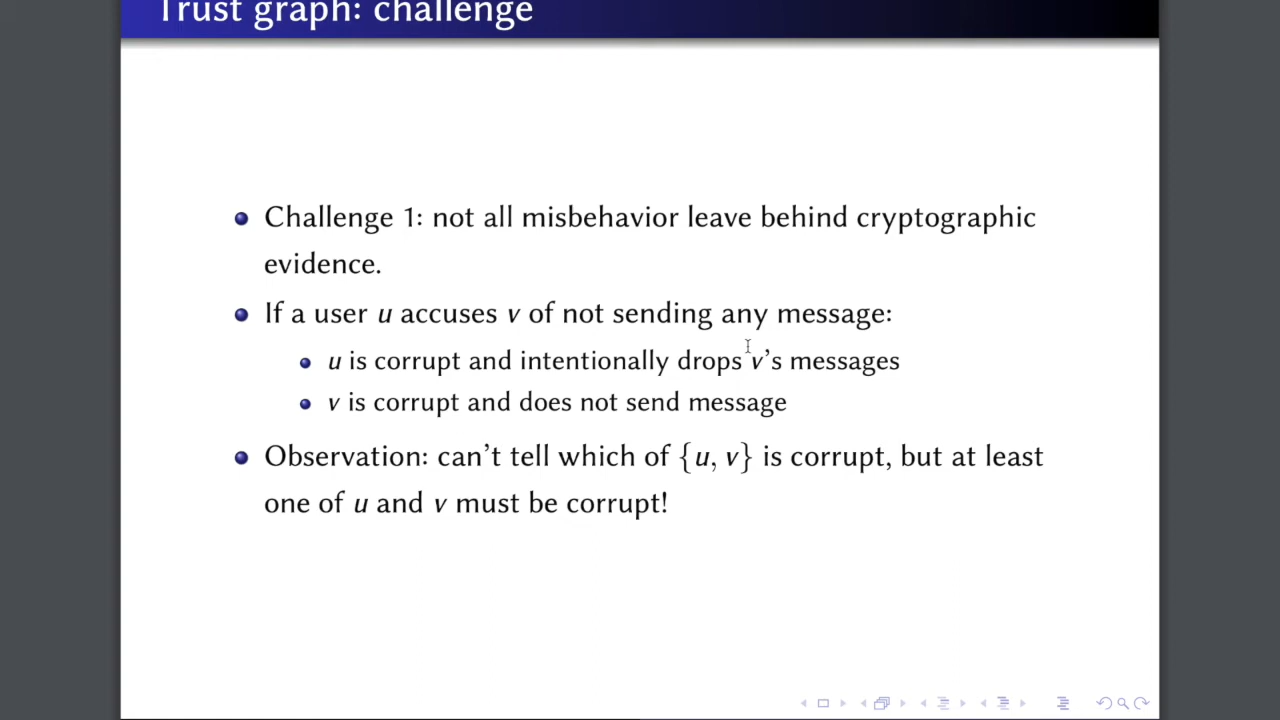 Trust graph: challenge
Challenge 1: not all misbehavior leave behind cryptographic
evidence.
If a user u accuses v of not sending any message:
u is corrupt and intentionally drops v's messages
v is corrupt and does not send message
Observation: can't tell which of {u, v} is corrupt, but at least
one of u and v must be corrupt!